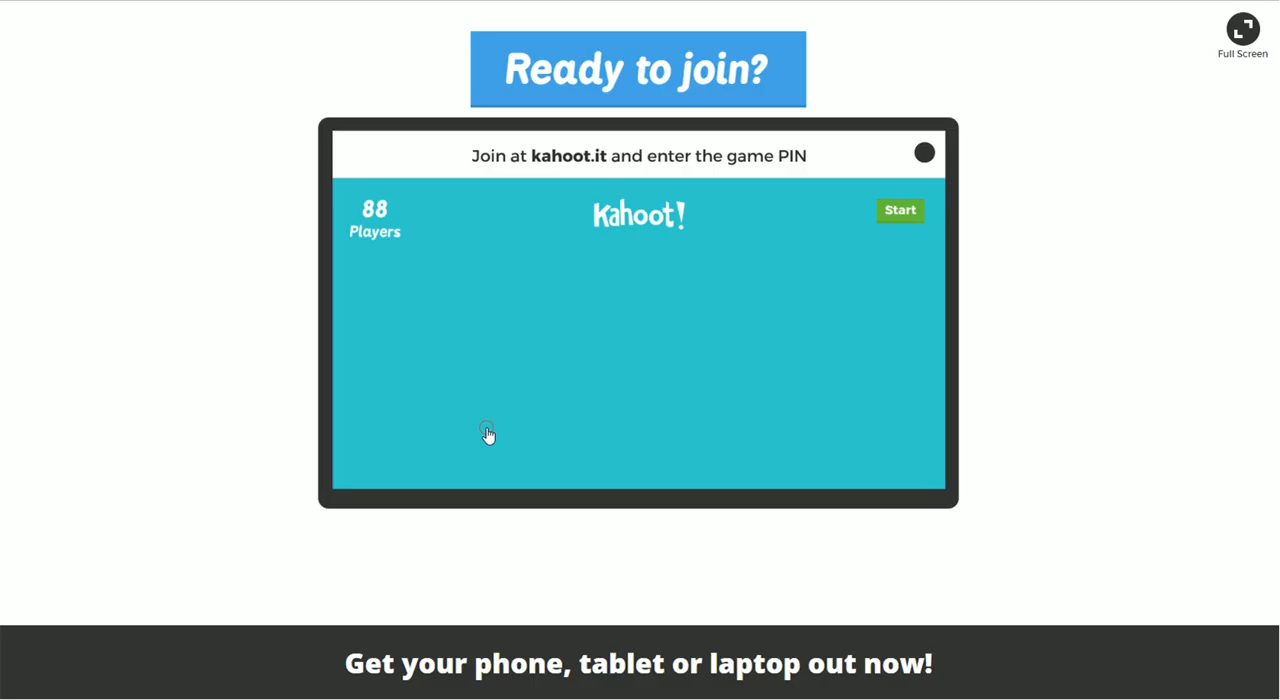 Ready to join?
Full Screen
Join at kahoot.it and enter the game PIN
88
Players
Kahoot!
Start
Get your phone, tablet or laptop out now!